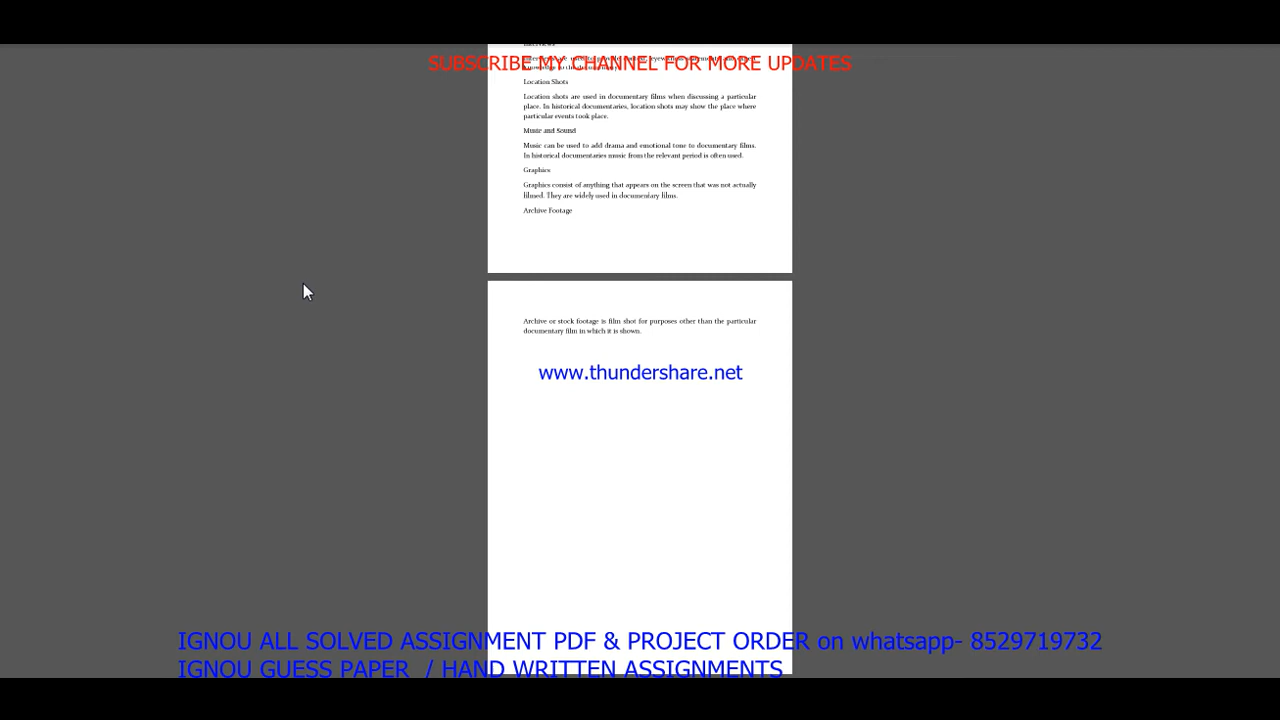 SUBSCRIBE MY CHANNEL FOR MORE UPDATES
Location Shots
Location shots are used in documentary films when discussing a particular
place. In historical documentaries, location shots may show the place where
particular events took place.
Music and Sound
Music can be used to add drama and emotional tone to documentary films.
In historical documentaries music from the relevant period is often used.
Graphics
Graphics consist of anything that appears on the screen that was not actually
filmed. They are widely used in documentary films.
Archive Footage
Archive or stock footage is film shot for purposes other than the particular
documentary film in which it is shown.
www.thundershare.net
IGNOU ALL SOLVED ASSIGNMENT PDF & PROJECT ORDER on whatsapp- 8529719732
IGNOU GUESS PAPER / HAND WRITTEN ASSIGNMENTS